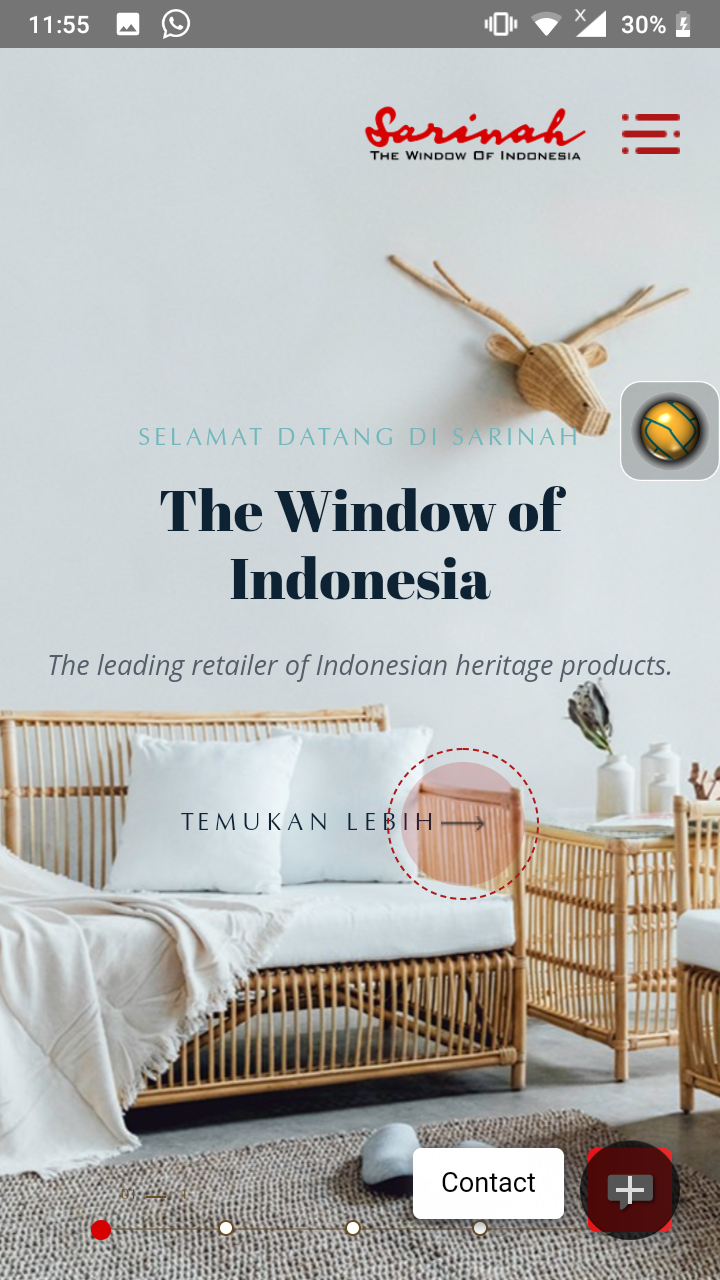 11:55
X
30%
Sarinah
THE WINDOW OF INDONESIA
SELAMAT DATANG DI SARINAH
The Window of
Indonesia
The leading retailer of Indonesian heritage products.
TEMUKAN LEBIH
Contact